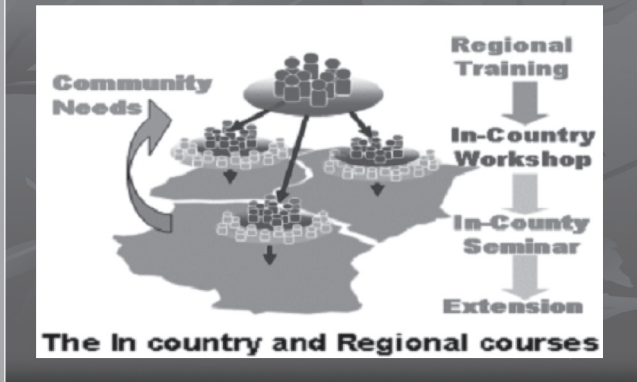 Community
Needs
Regional
Training
In-Country
Workshop
In-County
Seminar
Extension
The In country and Regional courses